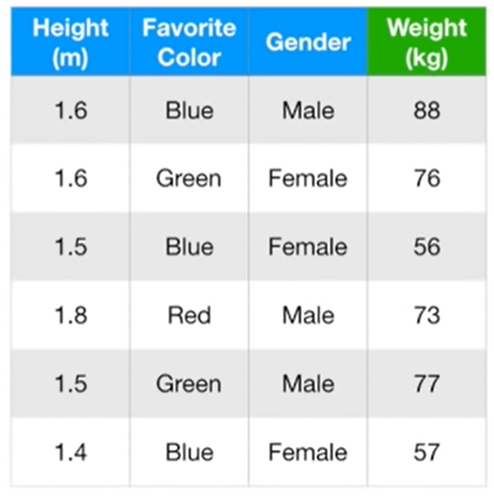 Height (m) Favorite Color Gender Weight (kg)
1.6 Blue Male 88
1.6 Green Female 76
1.5 Blue Female 56
1.8 Red Male 73
1.5 Green Male 77
1.4 Blue Female 57